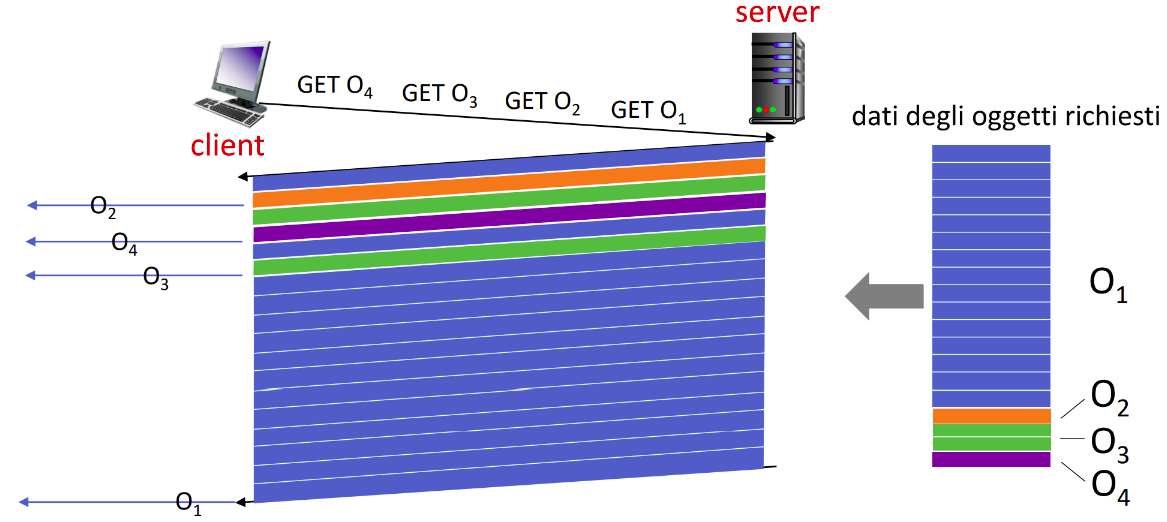 server
GET O₄ GET O₃ GET O₂ GET O₁
client
dati degli oggetti richiesti
O₂
O₄
O₃
O₁
O₁
O₂
O₃
O₄